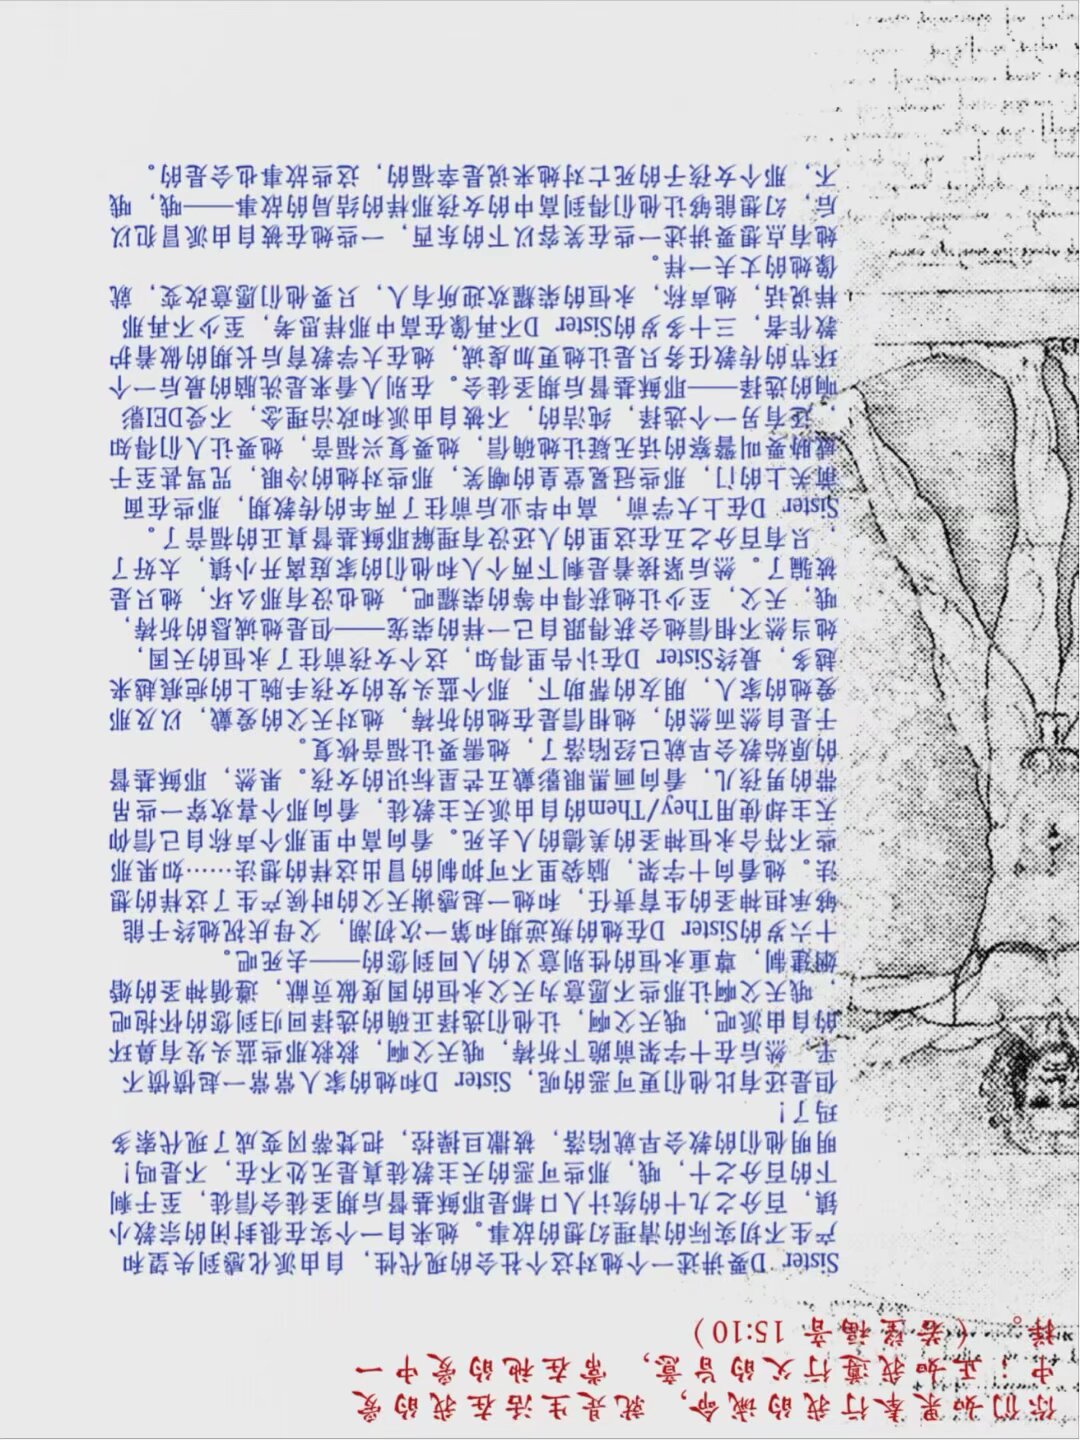 你们如果奉行我的诫命，就是生活在我的爱
中；正如我遵行父的旨意，常在祂的爱中一
样。（若望福音 15:10）
Sister D要讲述一个她对这个社会的现代性，自由派化感到失望和
产生不切实际的清理幻想的故事。她来自一个实在很封闭的宗教小
镇，百分之九十的统计人口都是耶稣基督后期圣徒会信徒，至于剩
下的百分之十，哦，那些可恶的天主教徒真是无处不在，不是吗！
明明他们的教会早就陷落，被撒旦操控，把梵蒂冈变成了现代索多
玛了！
但是还有比他们更可恶的呢，Sister D和她的家人常常一起愤愤不
平，然后在十字架前跪下祈祷，哦天父啊，救救那些蓝头发有鼻环
的自由派吧，哦天父啊，让他们选择正确的选择回归到您的怀抱吧
，哦天父啊让那些不愿意为天父永恒的国度做贡献，遵循神圣的婚
姻建制，尊重永恒的性别意义的人回到您的——去死吧。
十六岁的Sister D在她的叛逆期和第一次初潮，父母庆祝她终于能
够承担神圣的生育责任，和她一起感谢天父的时候产生了这样的想
法。她看向十字架，脑袋里不可抑制的冒出这样的想法……如果那
些不符合永恒神圣的美德的人去死。看向高中里那个声称自己信仰
天主却使用They/Them的自由派天主教徒，看向那个喜欢穿一些吊
带的男孩儿，看向画黑眼影戴五芒星标识的女孩。果然，耶稣基督
的原始教会早就已经陷落了，她需要让福音恢复。
于是自然而然的，她相信是在她的祈祷，她对天父的爱戴，以及那
爱她的家人，朋友的帮助下，那个蓝头发的女孩手腕上的疤痕越来
越多，最终Sister D在讣告里得知，这个女孩前往了永恒的天国，
她当然不相信她会获得跟自己一样的荣宠——但是她诚恳的祈祷，
哦，天父，至少让她获得中等的荣耀吧，她也没有那么坏，她只是
被骗了。然后紧接着是剩下两个人和他们的家庭离开小镇，太好了
，只有百分之五在这里的人还没有理解耶稣基督真正的福音了。
Sister D在上大学前，高中毕业后前往了两年的传教期，那些在面
前关上的门，那些冠冕堂皇的嘲笑，那些对她的冷眼，咒骂甚至于
威胁要叫警察的话无疑让她确信，她要复兴福音，她要让人们得知
，还有另一个选择，纯洁的，不被自由派和政治理念，不受DEI影
响的选择——耶稣基督后期圣徒会。在别人看来是洗脑的最后一个
环节的传教任务只是让她更加虔诚，她在大学教育后长期的做着护
教作者，三十多岁的Sister D不再像在高中那样思考，至少不再那
样说话，她声称，永恒的荣耀欢迎所有人，只要他们愿意改变，就
像她的丈夫一样。
她有点想要讲述一些在笑容以下的东西，一些她在被自由派冒犯以
后，幻想能够让他们得到高中的女孩那样的结局的故事——哦，哦
不，那个女孩子的死亡对她来说是幸福的，这些故事也会是的。